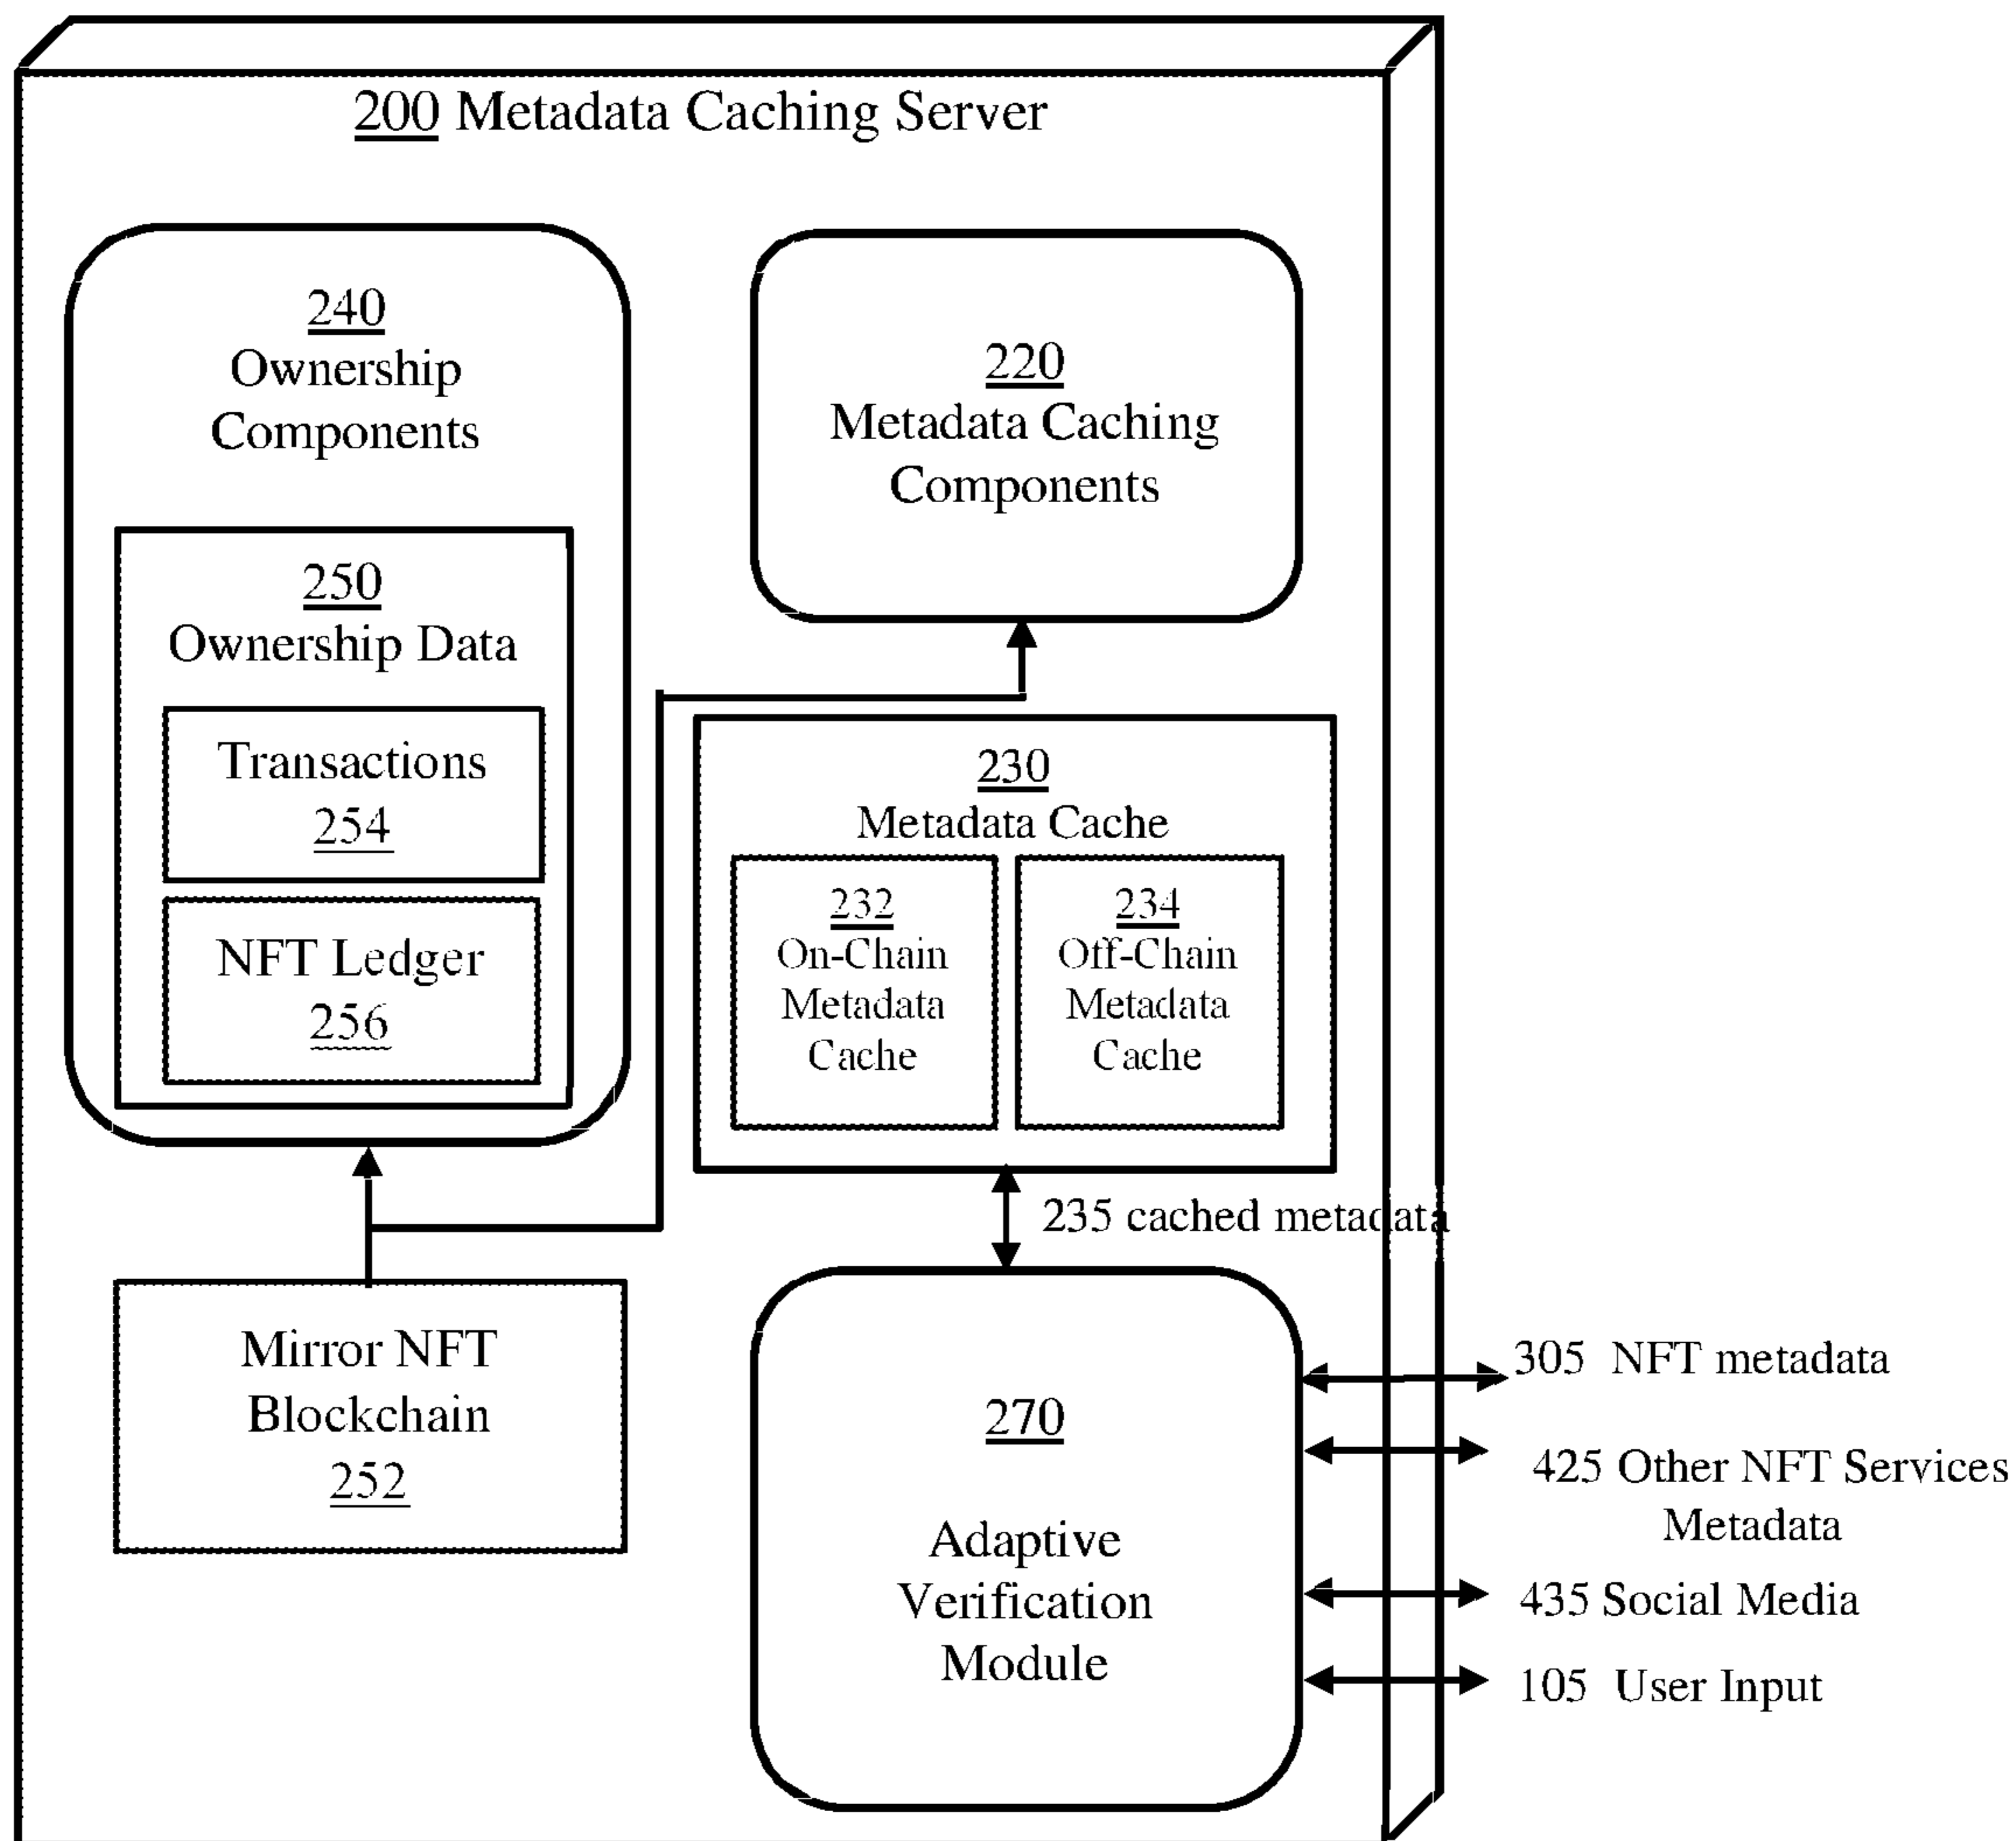 200 Metadata Caching Server
240
Ownership
Components
250
Ownership Data
Transactions
254
NFT Ledger
256
220
Metadata Caching
Components
230
Metadata Cache
232
On-Chain
Metadata
Cache
234
Off-Chain
Metadata
Cache
235 cached metadata
Mirror NFT
Blockchain
252
270
Adaptive
Verification
Module
305 NFT metadata
425 Other NFT Services
Metadata
435 Social Media
105 User Input